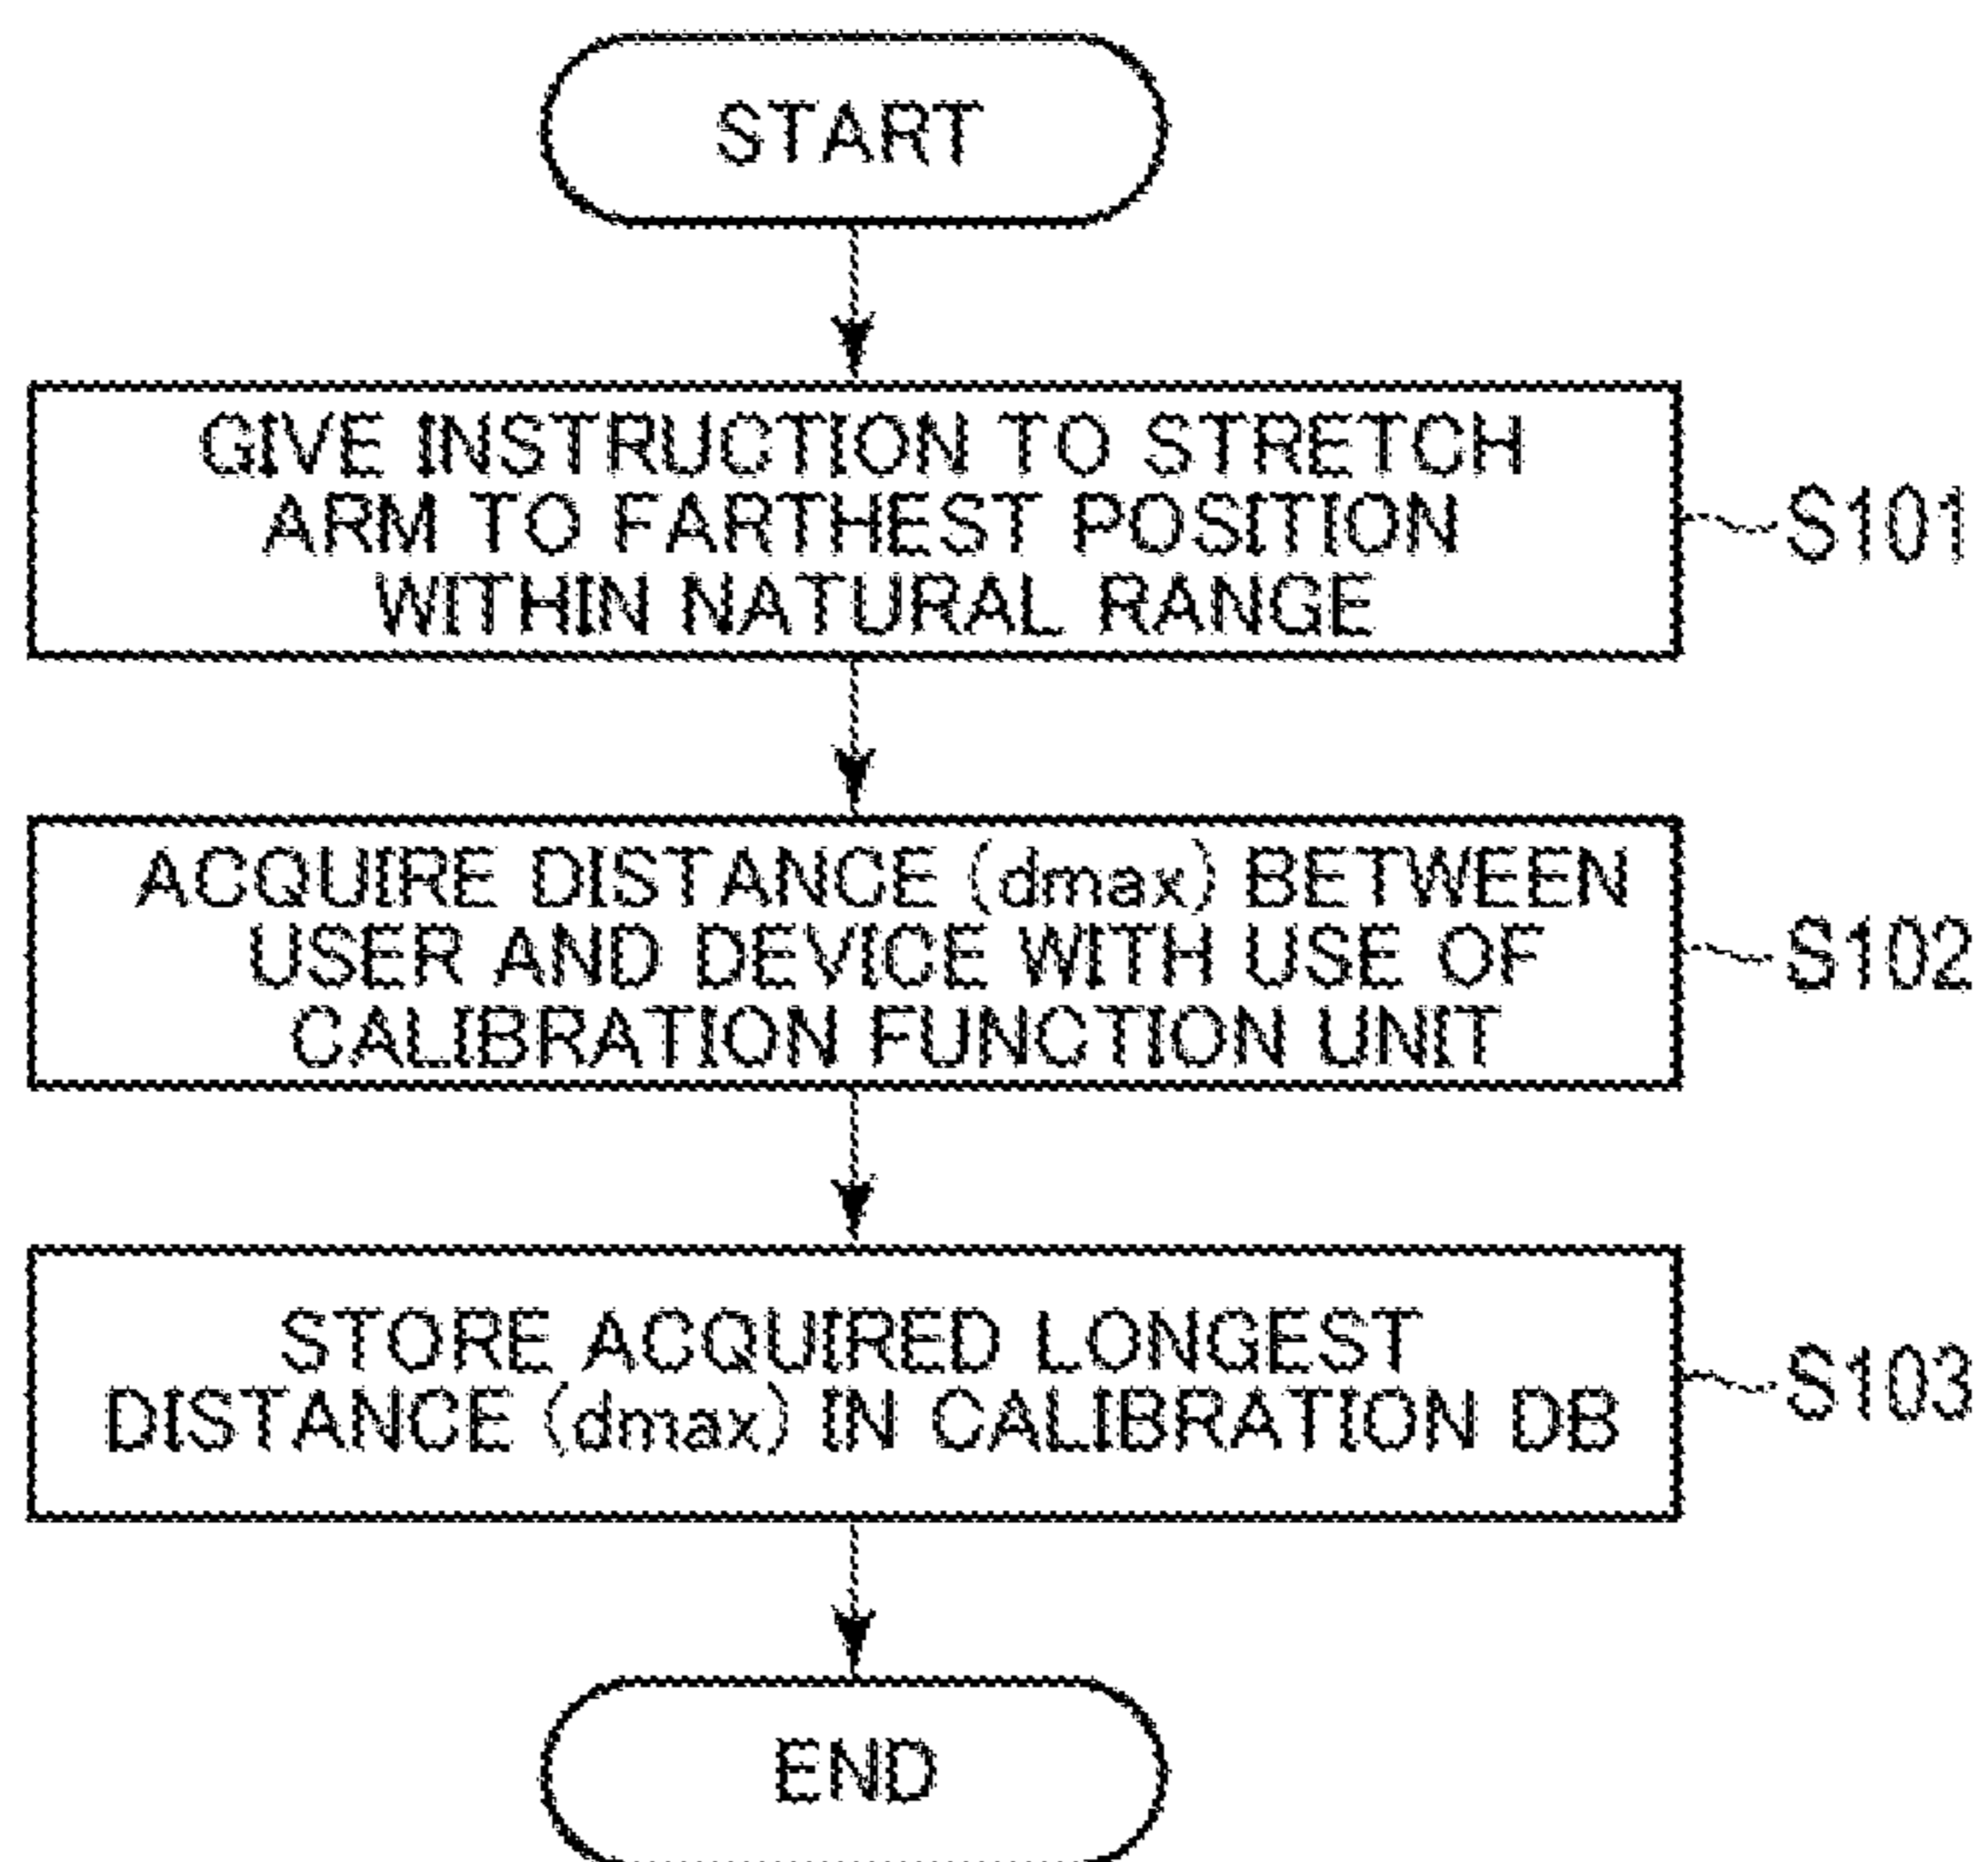 START
GIVE INSTRUCTION TO STRETCH
ARM TO FARTHEST POSITION
WITHIN NATURAL RANGE
S101
ACQUIRE DISTANCE (dmax) BETWEEN
USER AND DEVICE WITH USE OF
CALIBRATION FUNCTION UNIT
S102
STORE ACQUIRED LONGEST
DISTANCE (dmax) IN CALIBRATION DB
S103
END